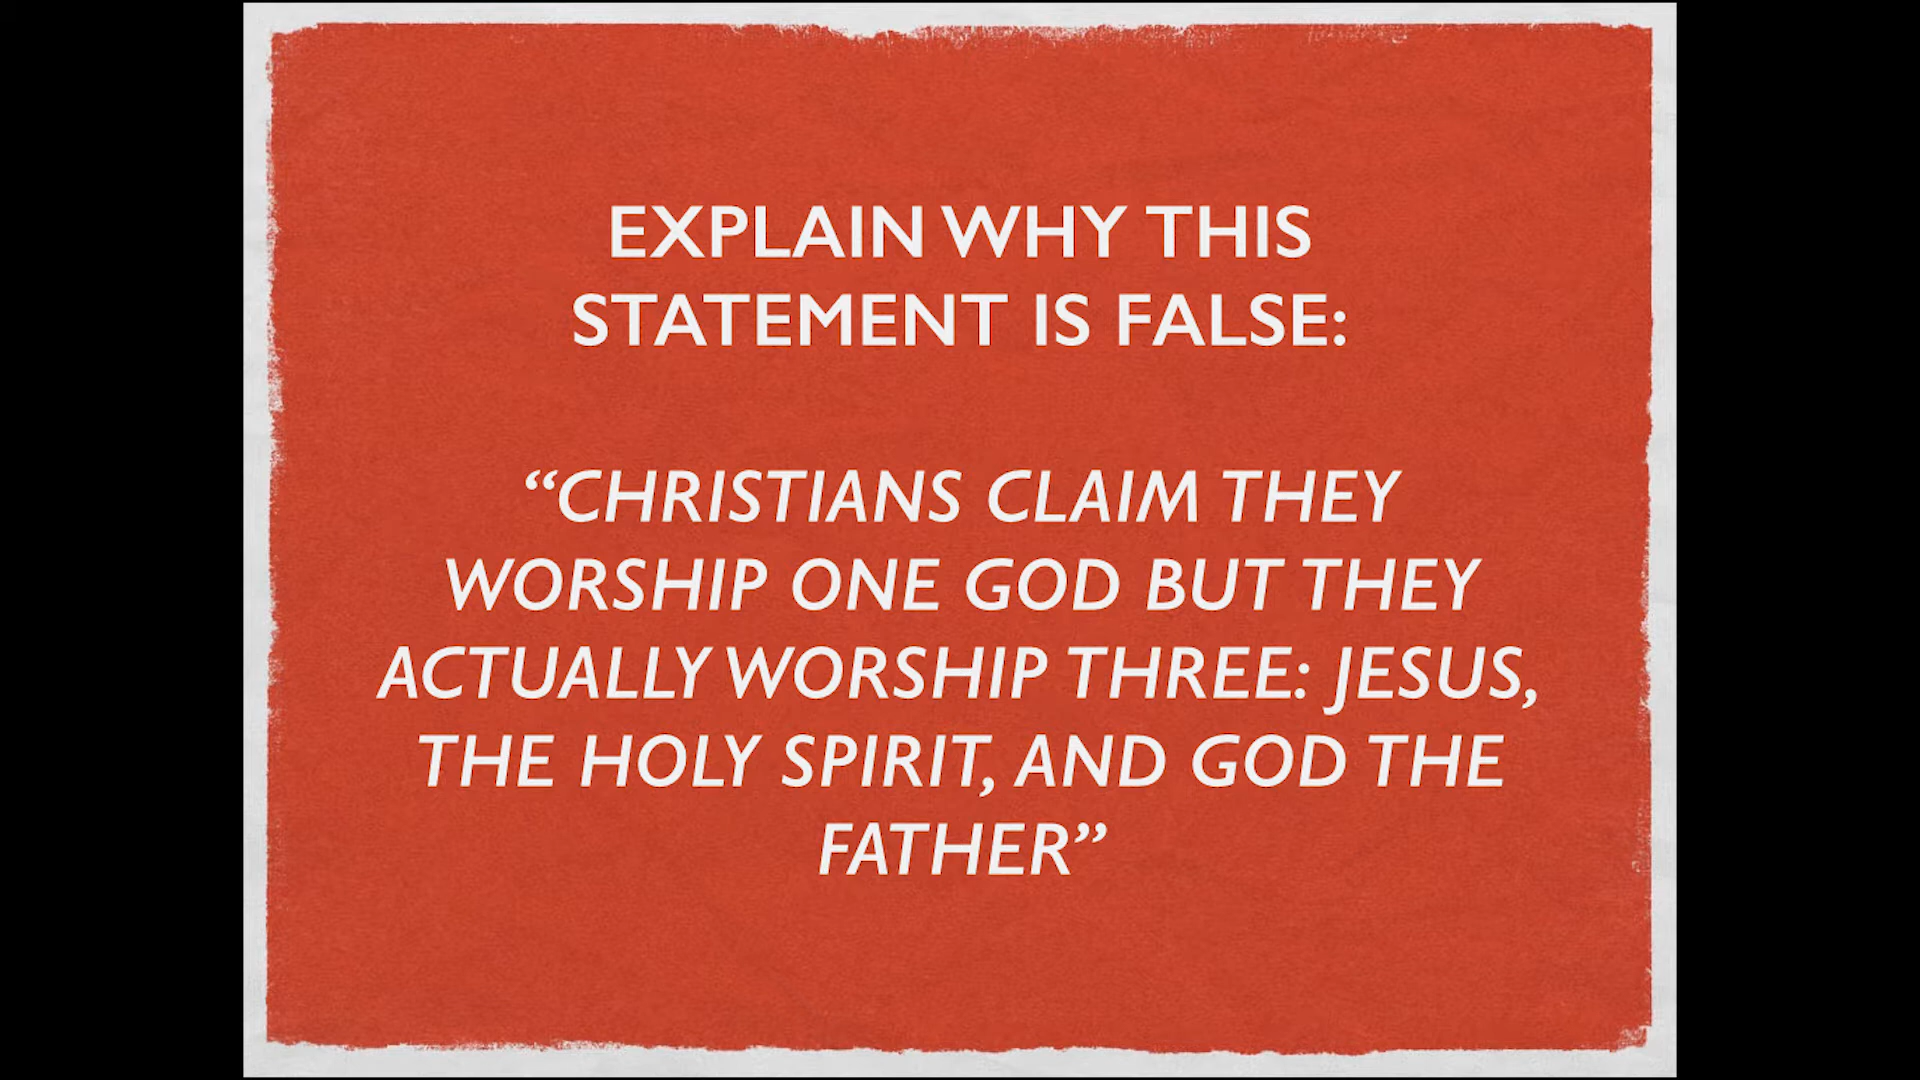 EXPLAIN WHY THIS
STATEMENT IS FALSE:
“CHRISTIANS CLAIM THEY
WORSHIP ONE GOD BUT THEY
ACTUALLY WORSHIP THREE: JESUS,
THE HOLY SPIRIT, AND GOD THE
FATHER”